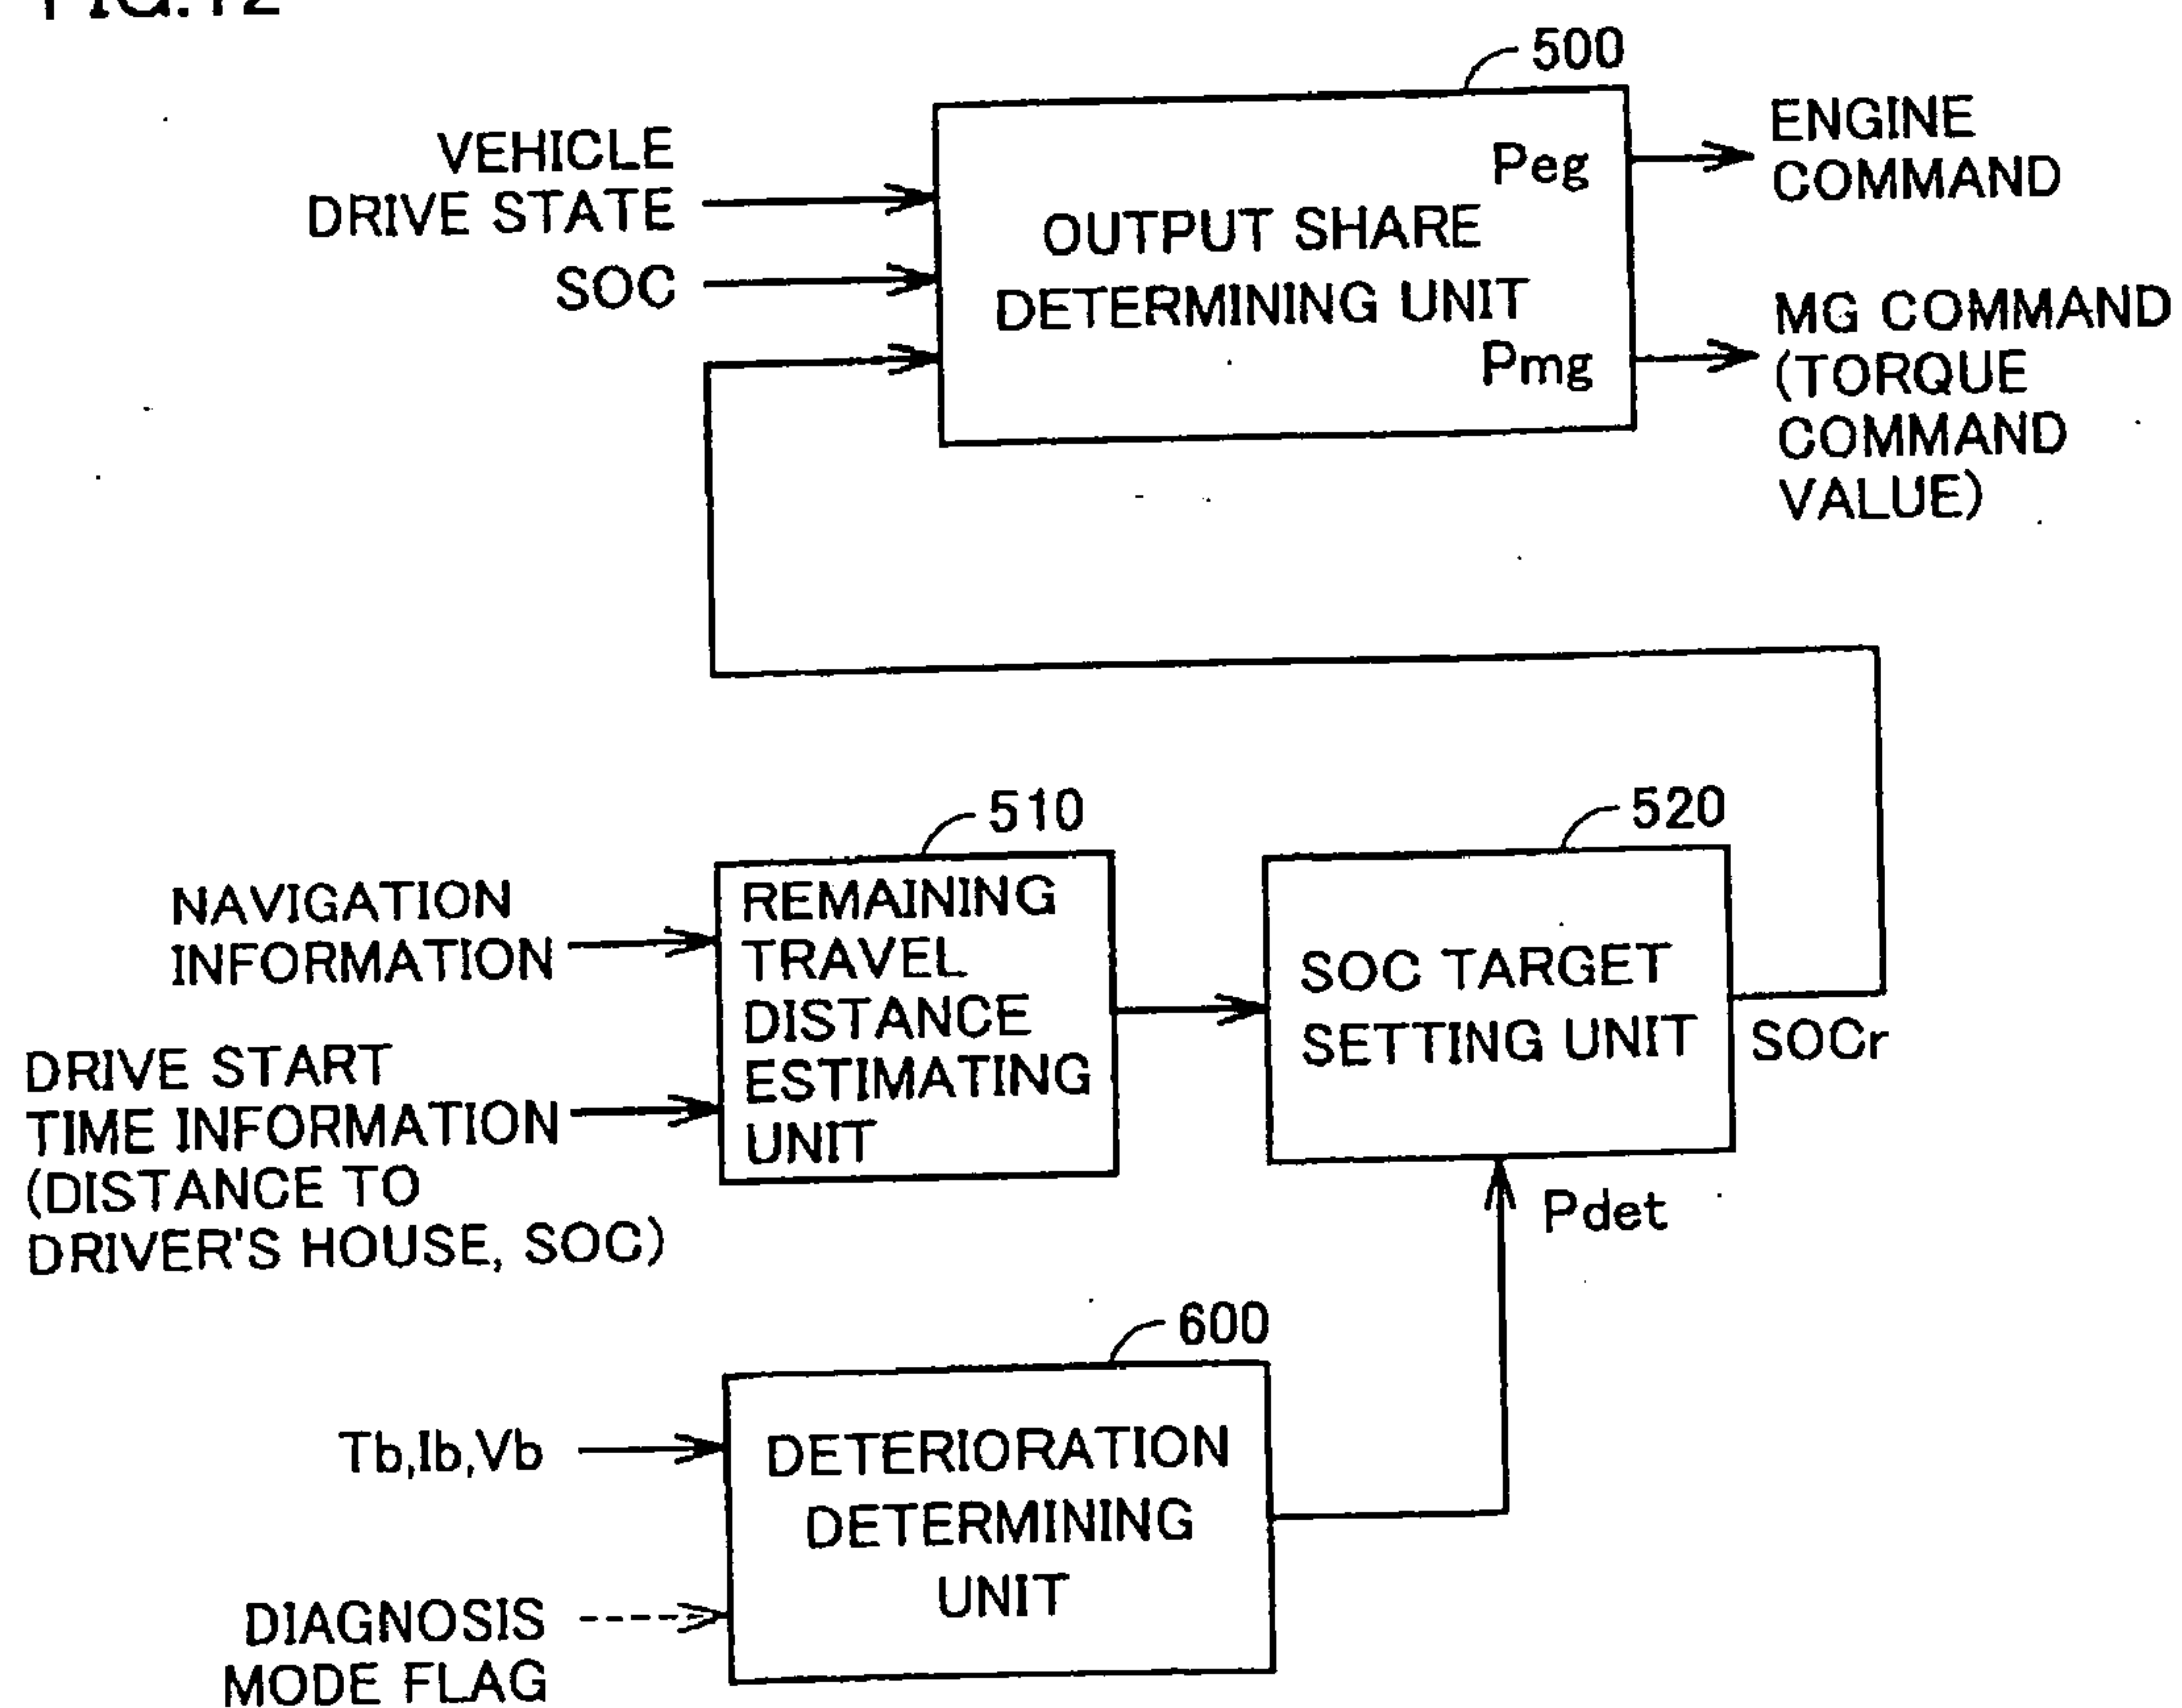 FIG.12
500
VEHICLE
DRIVE STATE
SOC
OUTPUT SHARE
DETERMINING UNIT
Peg
Pmg
ENGINE
COMMAND
MG COMMAND
(TORQUE
COMMAND
VALUE)
510
NAVIGATION
INFORMATION
DRIVE START
TIME INFORMATION
(DISTANCE TO
DRIVER'S HOUSE, SOC)
REMAINING
TRAVEL
DISTANCE
ESTIMATING
UNIT
520
SOC TARGET
SETTING UNIT
SOCr
Pdet
600
Tb,Ib,Vb
DIAGNOSIS
MODE FLAG
DETERIORATION
DETERMINING
UNIT